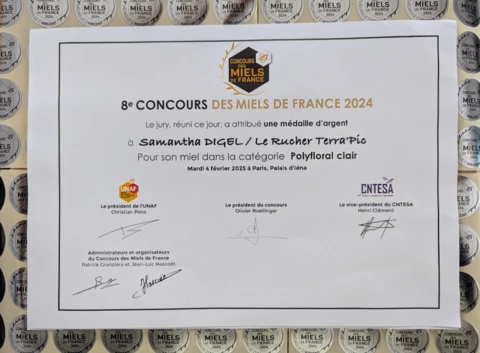 CONCOURS
DES
MIELS
DE FRANCE
8e CONCOURS DES MIELS DE FRANCE 2024
Le jury, réuni ce jour, a attribué une médaille d'argent
à Samantha DIGEL / Le Rucher Terra'Pic
Pour son miel dans la catégorie Polyfloral clair
Mardi 4 février 2025 à Paris, Palais d'Iéna
UNAF
Le président de l'UNAF
Christian Pons
Le président du concours
Olivier Roellinger
CNTESA
Le vice-président du CNTESA
Henri Clément
Administrateurs et organisateurs
du Concours des Miels de France
Patrick Granziera et Jean-Luc Hascoët